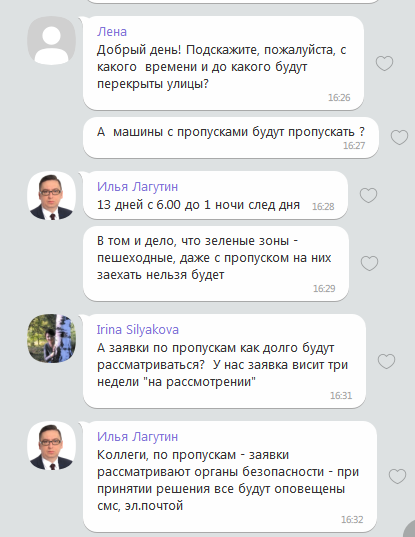 Лена
Добрый день! Подскажите, пожалуйста, с
какого времени и до какого будут
перекрыты улицы?
16:26
А машины с пропусками будут пропускать ?
16:27
Илья Лагутин
13 дней с 6.00 до 1 ночи след дня 16:28
В том и дело, что зеленые зоны -
пешеходные, даже с пропуском на них
заехать нельзя будет
16:29
Irina Silyakova
А заявки по пропускам как долго будут
рассматриваться? У нас заявка висит три
недели "на рассмотрении"
16:31
Илья Лагутин
Коллеги, по пропускам - заявки
рассматривают органы безопасности - при
принятии решения все будут оповещены
смс, эл.почтой
16:32